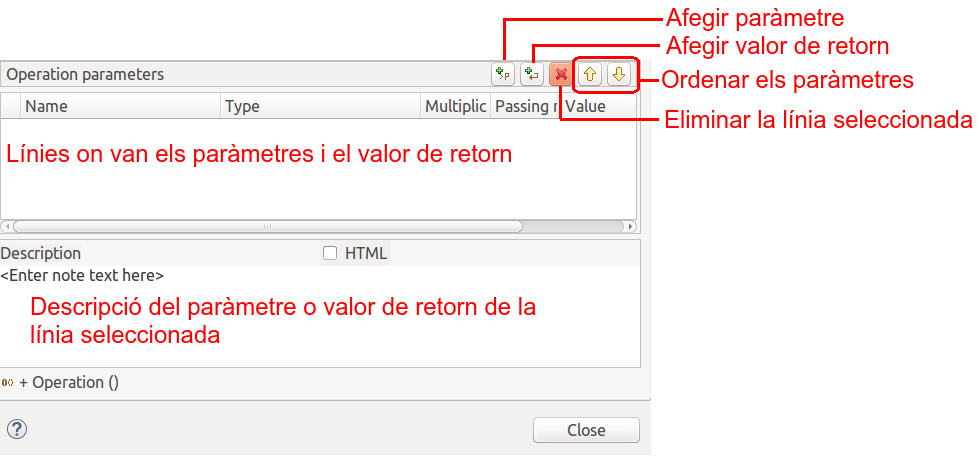 Afegir paràmetre
Afegir valor de retorn
Operation parameters
Ordenar els paràmetres
Name Type Multiplic Passing r Value
Eliminar la línia seleccionada
Línies on van els paràmetres i el valor de retorn
Description HTML
<Enter note text here>
Descripció del paràmetre o valor de retorn de la
línia seleccionada
+ Operation ()
Close